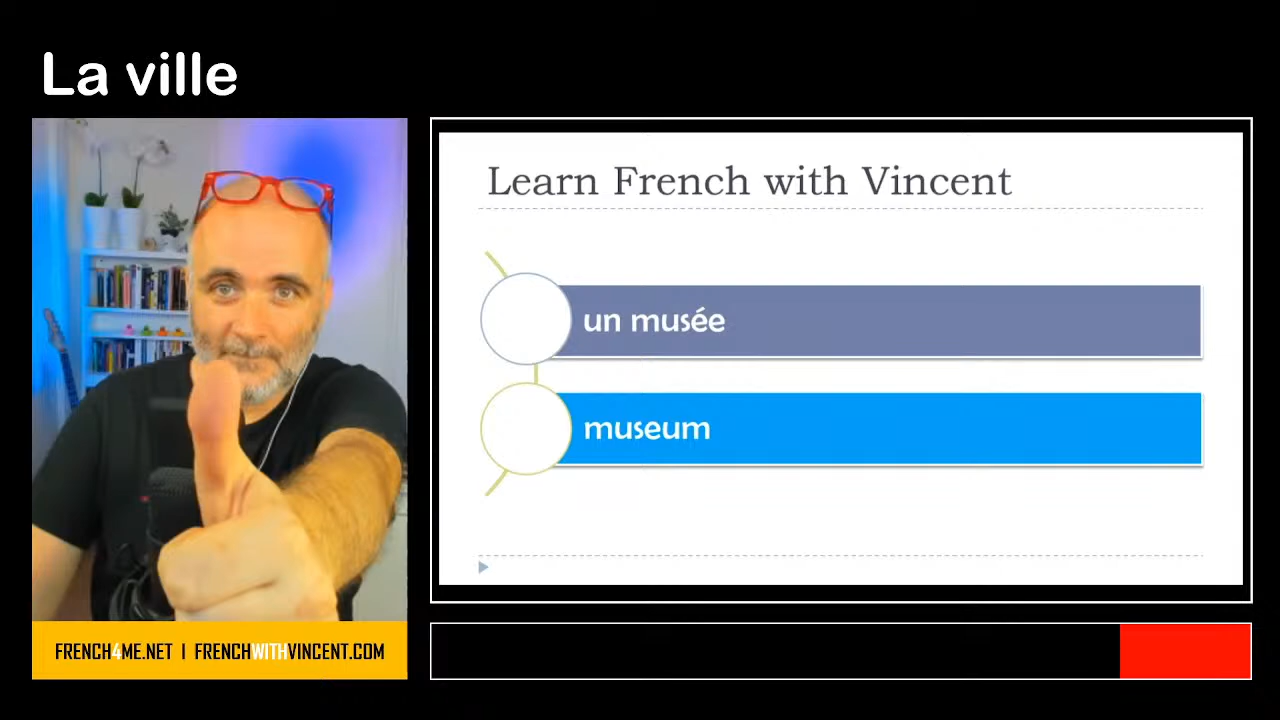 La ville
Learn French with Vincent
un musée
museum
FRENCH4ME.NET | FRENCHWITHVINCENT.COM